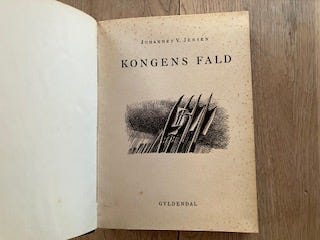 JOHANNES V. JENSEN
KONGENS FALD
GYLDENDAL